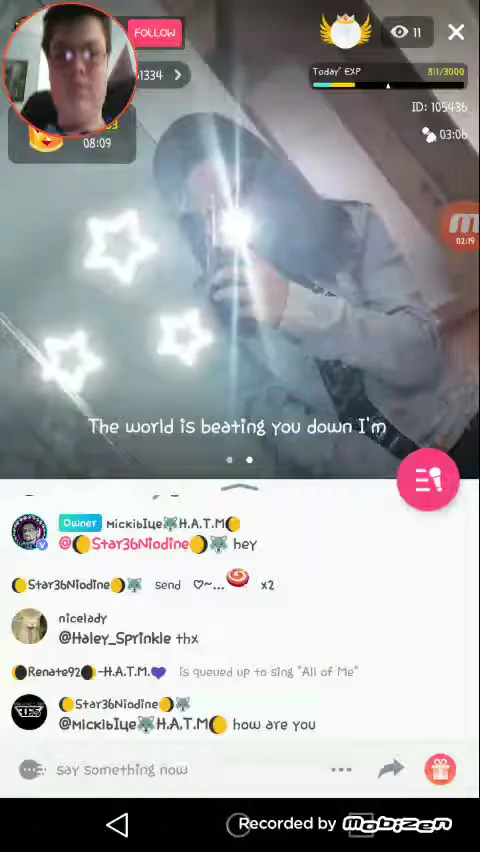 FOLLOW
11
1334
Today' EXP
811/3000
ID: 105436
08:09
03:06
02:19
The world is beating you down I'm
Owner мιcкιbIцe🐺H.A.T.M🌔
@🌔Star36Niodine🌔🐺 hey
🌔Star36Niodine🌔🐺 send ♡~... x2
nicelady
@Haley_Sprinkle thx
🌒Renate92🌒-H.A.T.M.💜 is queued up to sing "All of Me"
🌔Star36Niodine🌔🐺
@мιcкιbIцe🐺H.A.T.M🌔 how are you
say something now
Recorded by mobizen